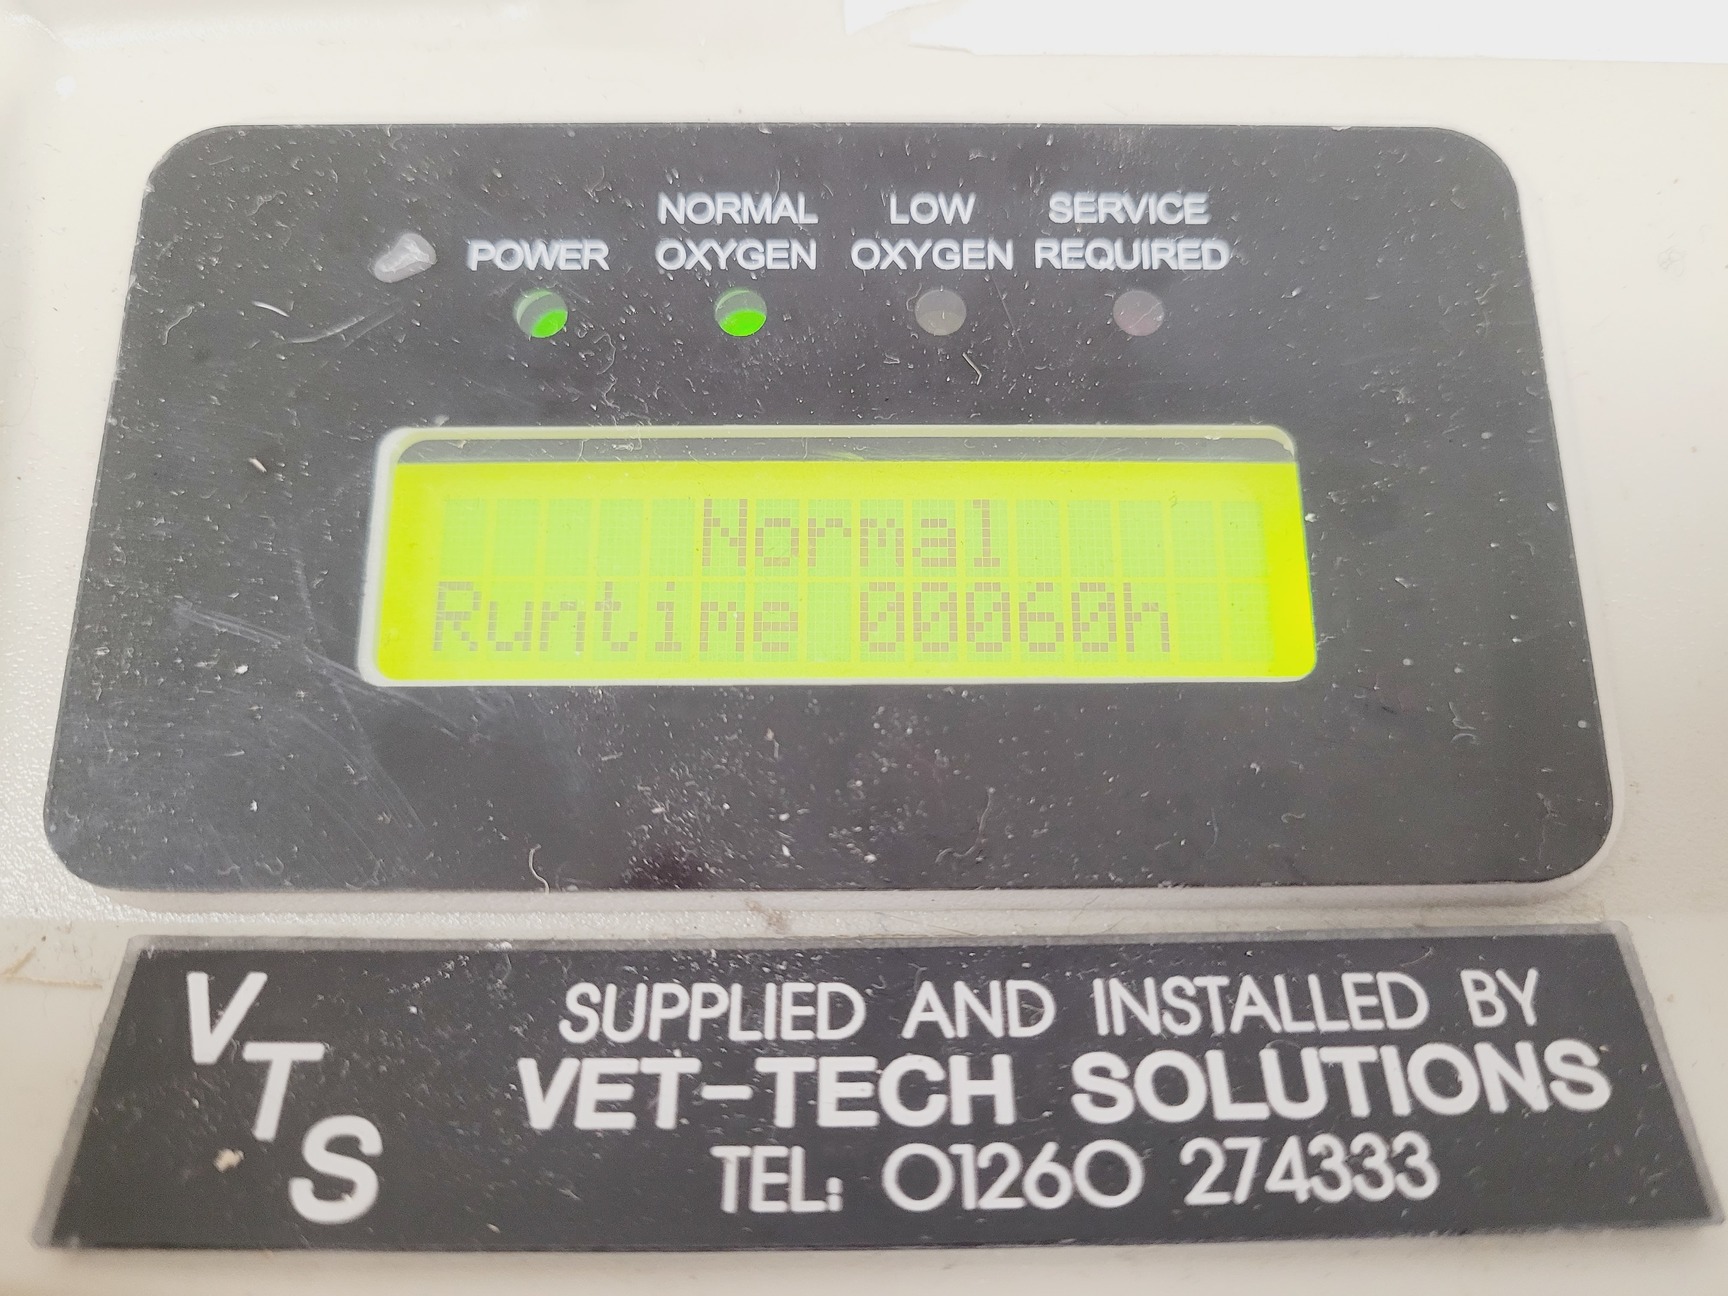 POWER
NORMAL
OXYGEN
LOW
OXYGEN
SERVICE
REQUIRED
Normal
Runtime 00060h
VTS
SUPPLIED AND INSTALLED BY
VET-TECH SOLUTIONS
TEL: 01260 274333